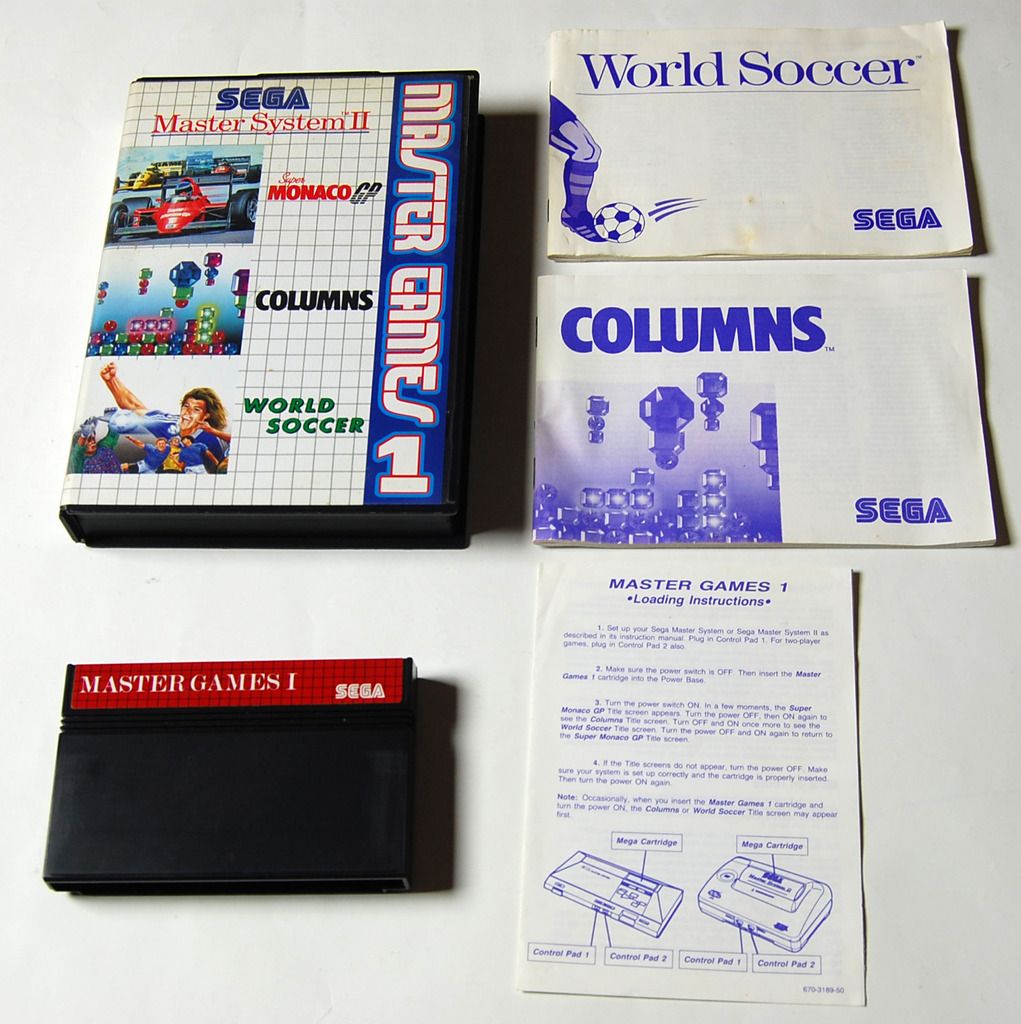 SEGA
Master System™ II
MASTER GAMES 1
Super
MONACO GP
COLUMNS
WORLD
SOCCER
World Soccer™
SEGA
COLUMNS™
SEGA
MASTER GAMES I
SEGA
MASTER GAMES 1
•Loading Instructions•
1. Set up your Sega Master System or Sega Master System II as
described in its instruction manual. Plug in Control Pad 1. For two-player
games, plug in Control Pad 2 also.
2. Make sure the power switch is OFF. Then insert the Master
Games 1 cartridge into the Power Base.
3. Turn the power switch ON. In a few moments, the Super
Monaco GP Title screen appears. Turn the power OFF, then ON again to
see the Columns Title screen. Turn OFF and ON once more to see the
World Soccer Title screen. Turn the power OFF and ON again to return to
the Super Monaco GP Title screen.
4. If the Title screens do not appear, turn the power OFF. Make
sure your system is set up correctly and the cartridge is properly inserted.
Then turn the power ON again.
Note: Occasionally, when you insert the Master Games 1 cartridge and
turn the power ON, the Columns or World Soccer Title screen may appear
first.
Mega Cartridge
Mega Cartridge
Master System II
Control Pad 1
Control Pad 2
Control Pad 1
Control Pad 2
670-3189-50